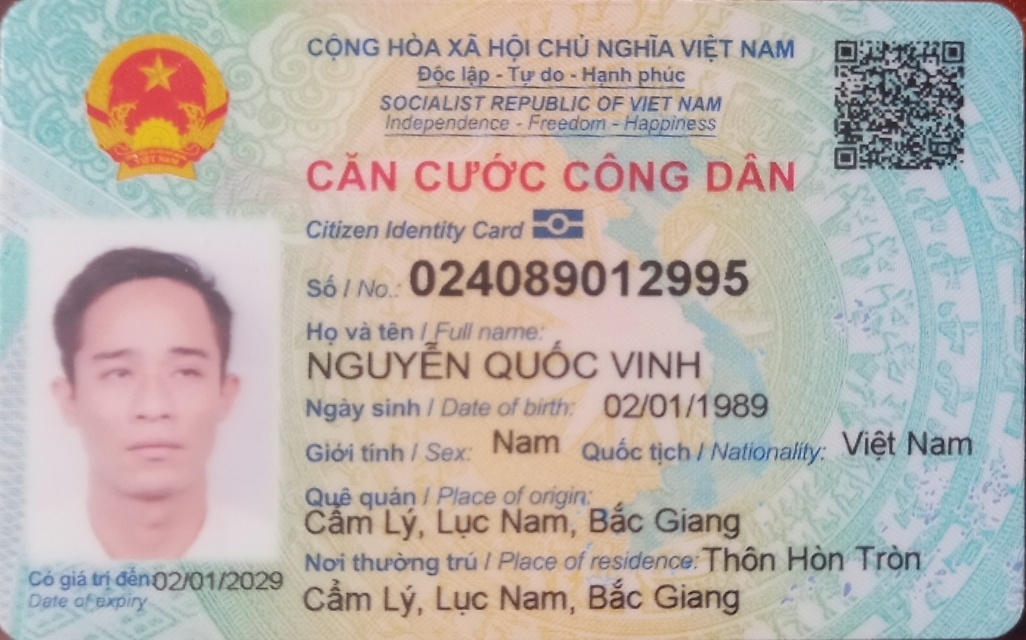 CỘNG HÒA XÃ HỘI CHỦ NGHĨA VIỆT NAM
Độc lập - Tự do - Hạnh phúc
SOCIALIST REPUBLIC OF VIET NAM
Independence - Freedom - Happiness
CĂN CƯỚC CÔNG DÂN
Citizen Identity Card
Số / No.: 024089012995
Họ và tên / Full name:
NGUYỄN QUỐC VINH
Ngày sinh / Date of birth: 02/01/1989
Giới tính / Sex: Nam Quốc tịch / Nationality: Việt Nam
Quê quán / Place of origin:
Cẩm Lý, Lục Nam, Bắc Giang
Nơi thường trú / Place of residence: Thôn Hòn Tròn
Cẩm Lý, Lục Nam, Bắc Giang
Có giá trị đến: 02/01/2029
Date of expiry
VIỆT NAM